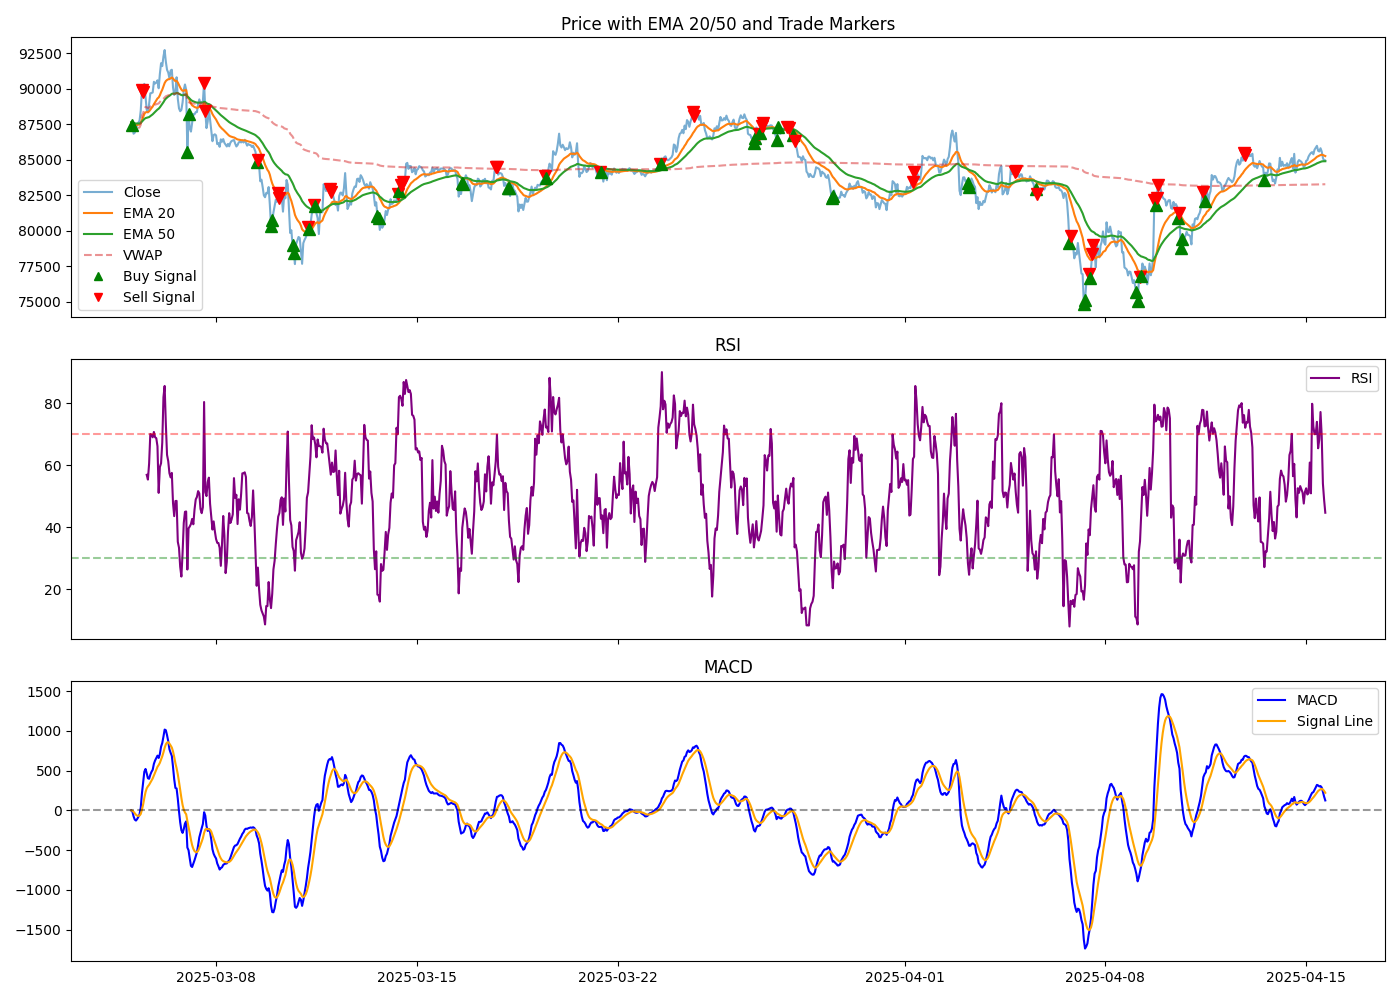 Price with EMA 20/50 and Trade Markers
92500
90000
87500
85000
82500
80000
77500
75000
Close
EMA 20
EMA 50
VWAP
Buy Signal
Sell Signal
RSI
80
60
40
20
RSI
MACD
1500
1000
500
0
−500
−1000
−1500
MACD
Signal Line
2025-03-08
2025-03-15
2025-03-22
2025-04-01
2025-04-08
2025-04-15